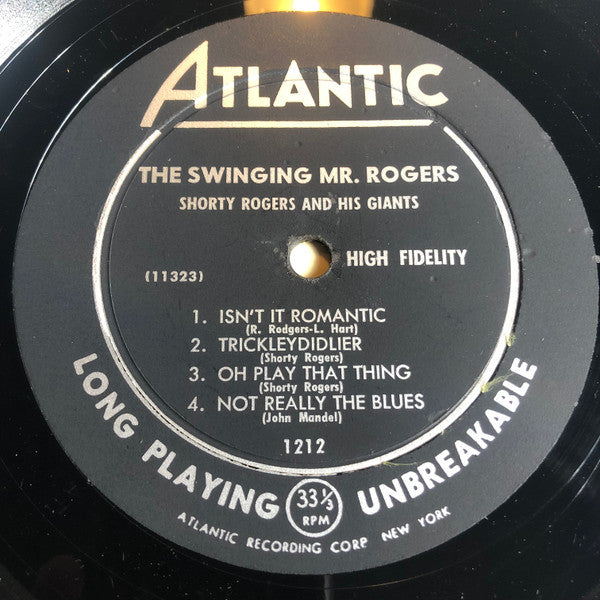 ATLANTIC
THE SWINGING MR. ROGERS
SHORTY ROGERS AND HIS GIANTS
HIGH FIDELITY
(11323)
1. ISN'T IT ROMANTIC
(R. Rodgers-L. Hart)
2. TRICKLEYDIDLIER
(Shorty Rogers)
3. OH PLAY THAT THING
(Shorty Rogers)
4. NOT REALLY THE BLUES
(John Mandel)
1212
LONG PLAYING 33⅓ RPM UNBREAKABLE
ATLANTIC RECORDING CORP NEW YORK